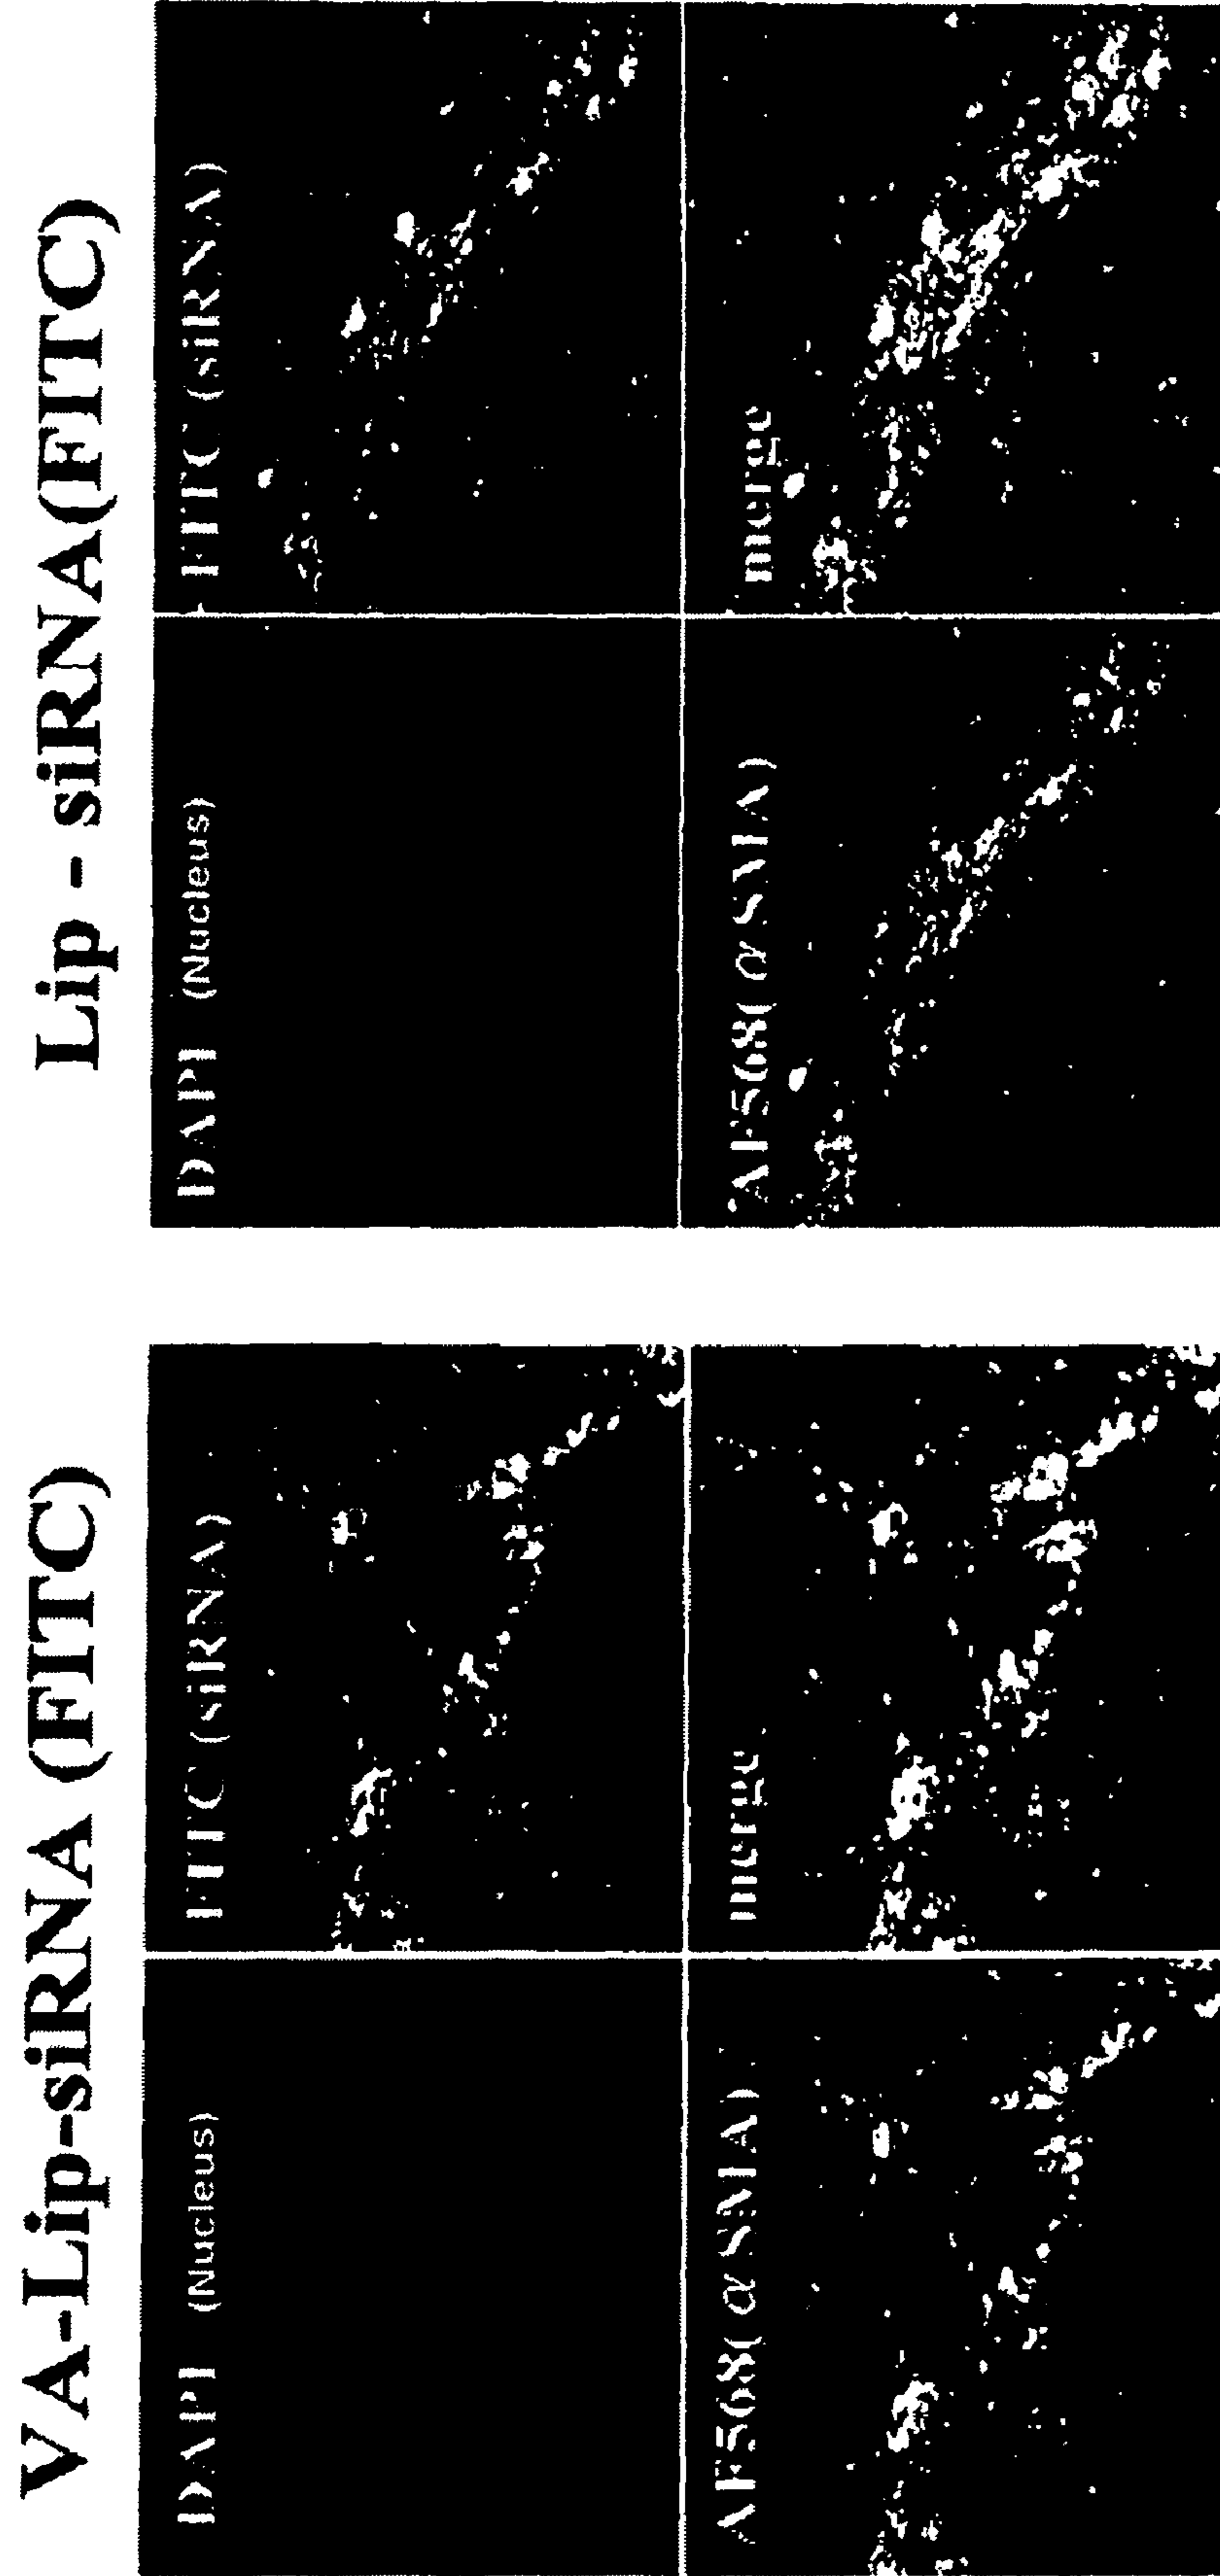 VA-Lip-siRNA (FITC)
DAPI (Nucleus)
FITC (siRNA)
AF568( α SMA)
merge
Lip - siRNA(FITC)
DAPI (Nucleus)
FITC (siRNA)
AF568( α SMA)
merge